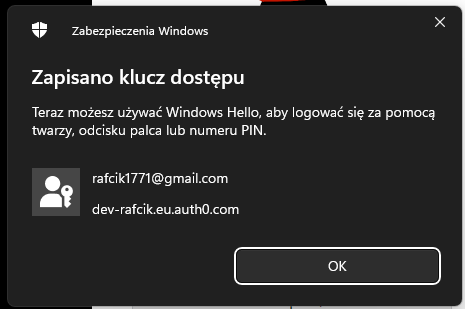 Zabezpieczenia Windows
Zapisano klucz dostępu
Teraz możesz używać Windows Hello, aby logować się za pomocą
twarzy, odcisku palca lub numeru PIN.
rafcik1771@gmail.com
dev-rafcik.eu.auth0.com
OK